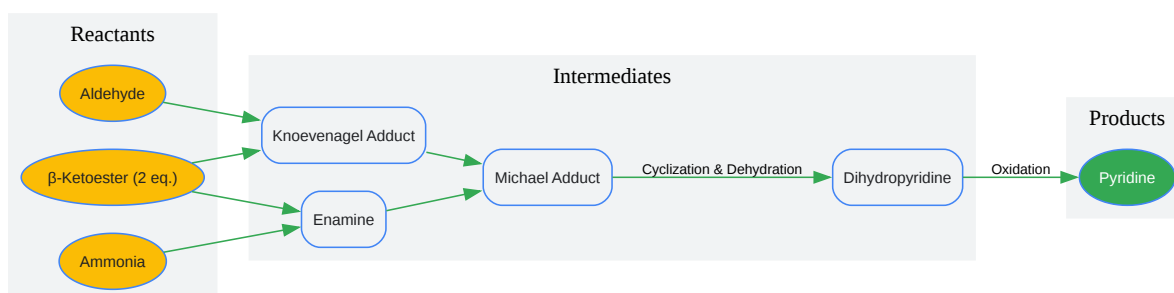 Reactants
Aldehyde
β-Ketoester (2 eq.)
Ammonia
Intermediates
Knoevenagel Adduct
Enamine
Michael Adduct
Cyclization & Dehydration
Dihydropyridine
Oxidation
Products
Pyridine